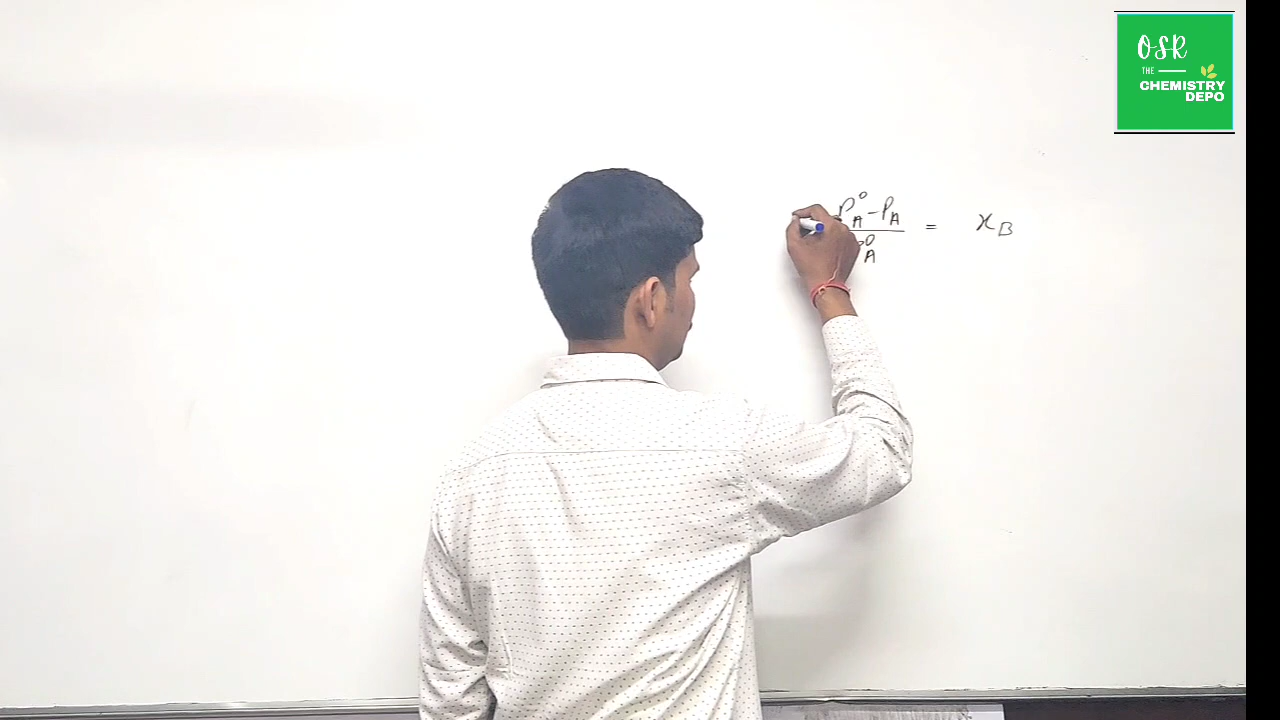 OSR
THE
CHEMISTRY
DEPO
P°A - PA
= xB
°A